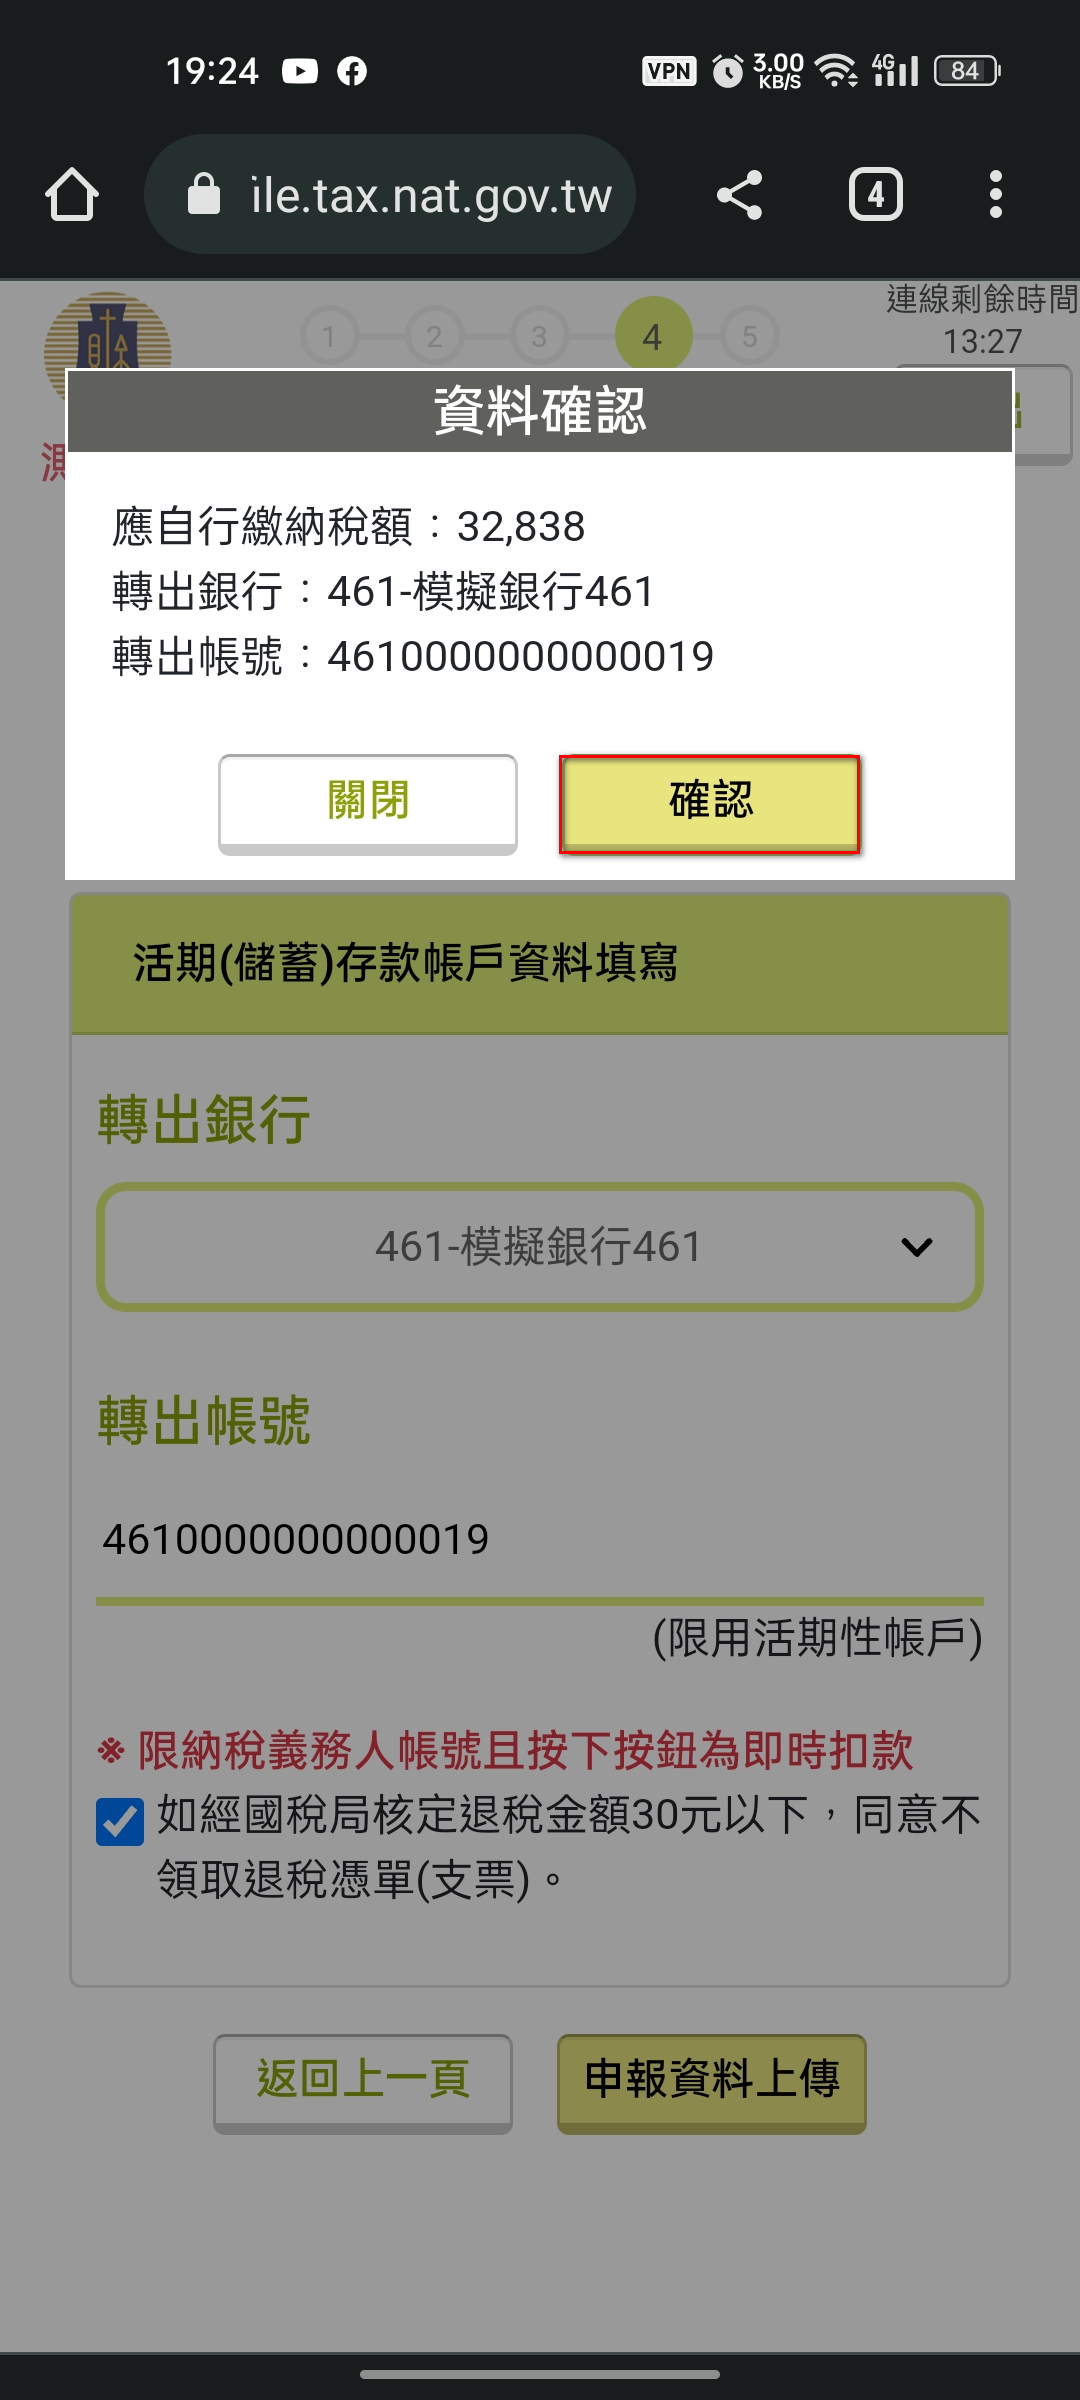 19:24
VPN 3.00 KB/S 4G 84
ile.tax.nat.gov.tw 4
連線剩餘時間
1 2 3 4 5
13:27
資料確認
應自行繳納稅額：32,838
轉出銀行：461-模擬銀行461
轉出帳號：4610000000000019
關閉 確認
活期(儲蓄)存款帳戶資料填寫
轉出銀行
461-模擬銀行461
轉出帳號
4610000000000019
(限用活期性帳戶)
※ 限納稅義務人帳號且按下按鈕為即時扣款
如經國稅局核定退稅金額30元以下，同意不
領取退稅憑單(支票)。
返回上一頁 申報資料上傳